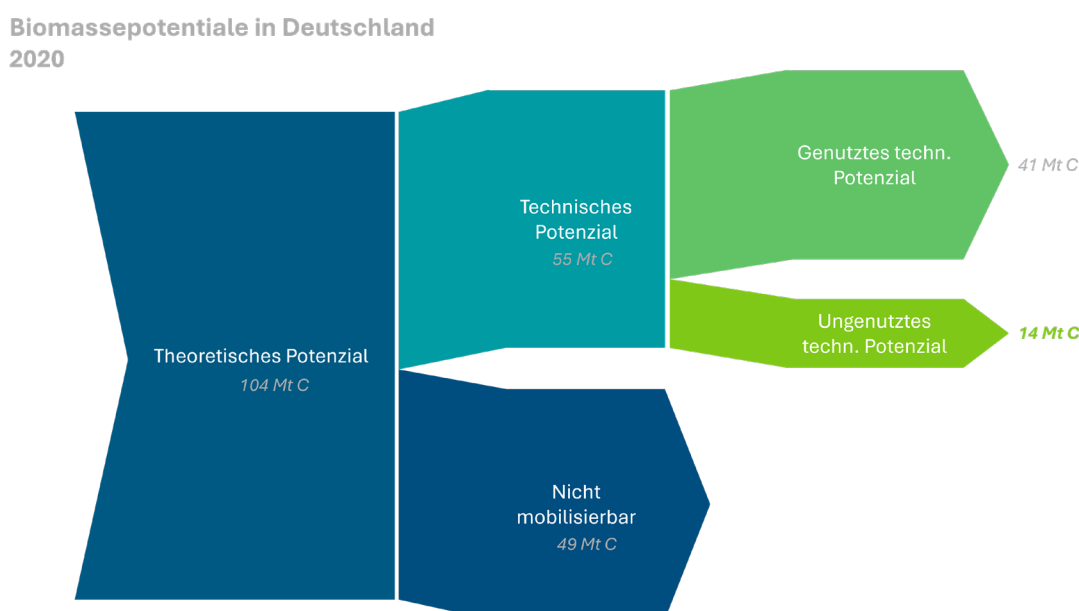 Biomassepotentiale in Deutschland
2020
Theoretisches Potenzial
104 Mt C
Technisches
Potenzial
55 Mt C
Nicht
mobilisierbar
49 Mt C
Genutztes techn.
Potenzial
41 Mt C
Ungenutztes
techn. Potenzial
14 Mt C